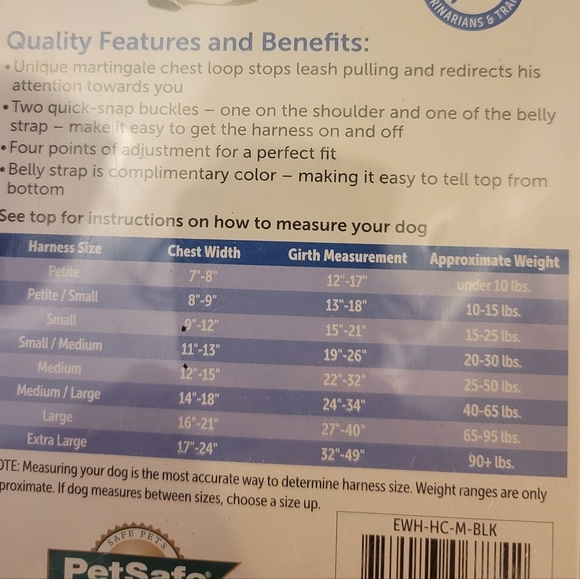 RINARIANS & TRA
Quality Features and Benefits:
•Unique martingale chest loop stops leash pulling and redirects his
attention towards you
•Two quick-snap buckles – one on the shoulder and one of the belly
strap – make it easy to get the harness on and off
•Four points of adjustment for a perfect fit
•Belly strap is complimentary color – making it easy to tell top from
bottom
See top for instructions on how to measure your dog
Harness Size Chest Width Girth Measurement Approximate Weight
Petite 7"-8" 12"-17" under 10 lbs.
Petite / Small 8"-9" 13"-18" 10-15 lbs.
Small 9"-12" 15"-21" 15-25 lbs.
Small / Medium 11"-13" 19"-26" 20-30 lbs.
Medium 12"-15" 22"-32" 25-50 lbs.
Medium / Large 14"-18" 24"-34" 40-65 lbs.
Large 16"-21" 27"-40" 65-95 lbs.
Extra Large 17"-24" 32"-49" 90+ lbs.
OTE: Measuring your dog is the most accurate way to determine harness size. Weight ranges are only
proximate. If dog measures between sizes, choose a size up.
EWH-HC-M-BLK
SAFE PETS
PetSafe®